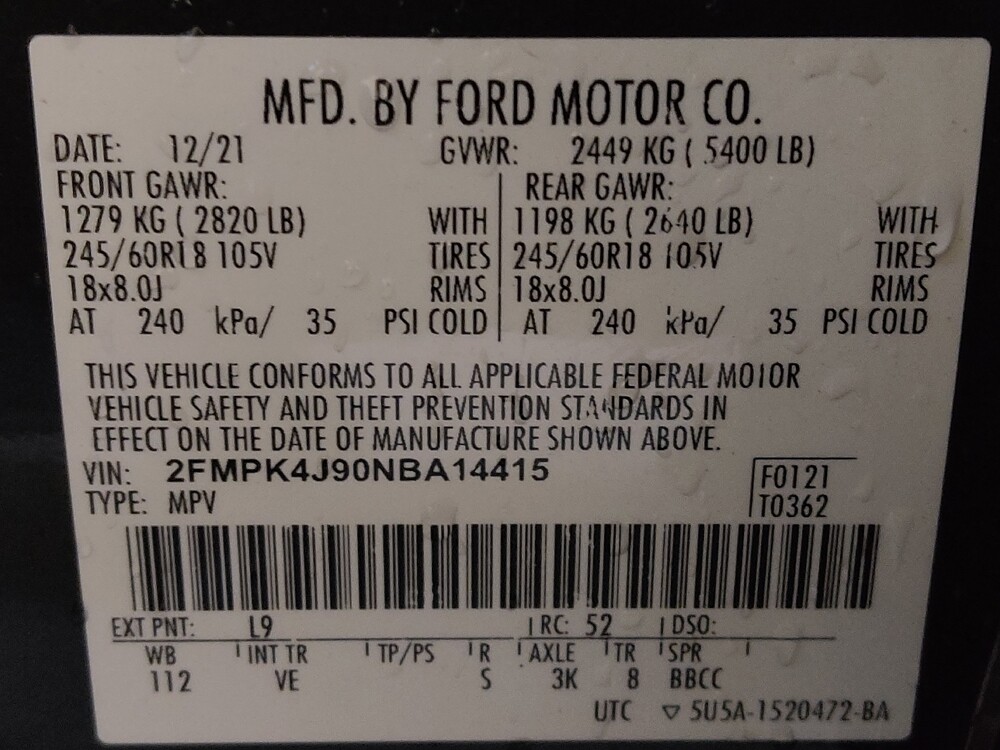 MFD. BY FORD MOTOR CO.
DATE: 12/21 GVWR: 2449 KG ( 5400 LB)
FRONT GAWR: REAR GAWR:
1279 KG ( 2820 LB) WITH 1198 KG ( 2640 LB) WITH
245/60R18 105V TIRES 245/60R18 105V TIRES
18x8.0J RIMS 18x8.0J RIMS
AT 240 kPa/ 35 PSI COLD AT 240 kPa/ 35 PSI COLD
THIS VEHICLE CONFORMS TO ALL APPLICABLE FEDERAL MOTOR
VEHICLE SAFETY AND THEFT PREVENTION STANDARDS IN
EFFECT ON THE DATE OF MANUFACTURE SHOWN ABOVE.
VIN: 2FMPK4J90NBA14415 F0121
TYPE: MPV T0362
EXT PNT: L9 RC: 52 DSO:
WB INT TR TP/PS R AXLE TR SPR
112 VE S 3K 8 BBCC
UTC ▽ 5U5A-1520472-BA